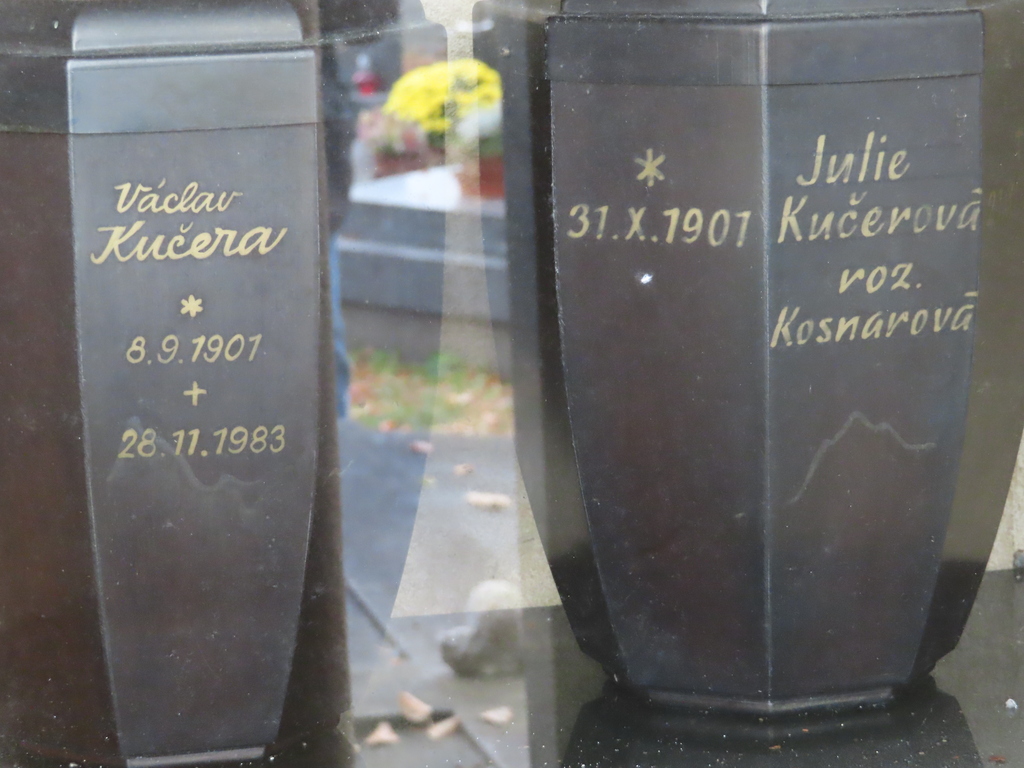 Václav
Kučera
*
8.9.1901
+
28.11.1983
*
31.X.1901
Julie
Kučerová
roz.
Kosnarová